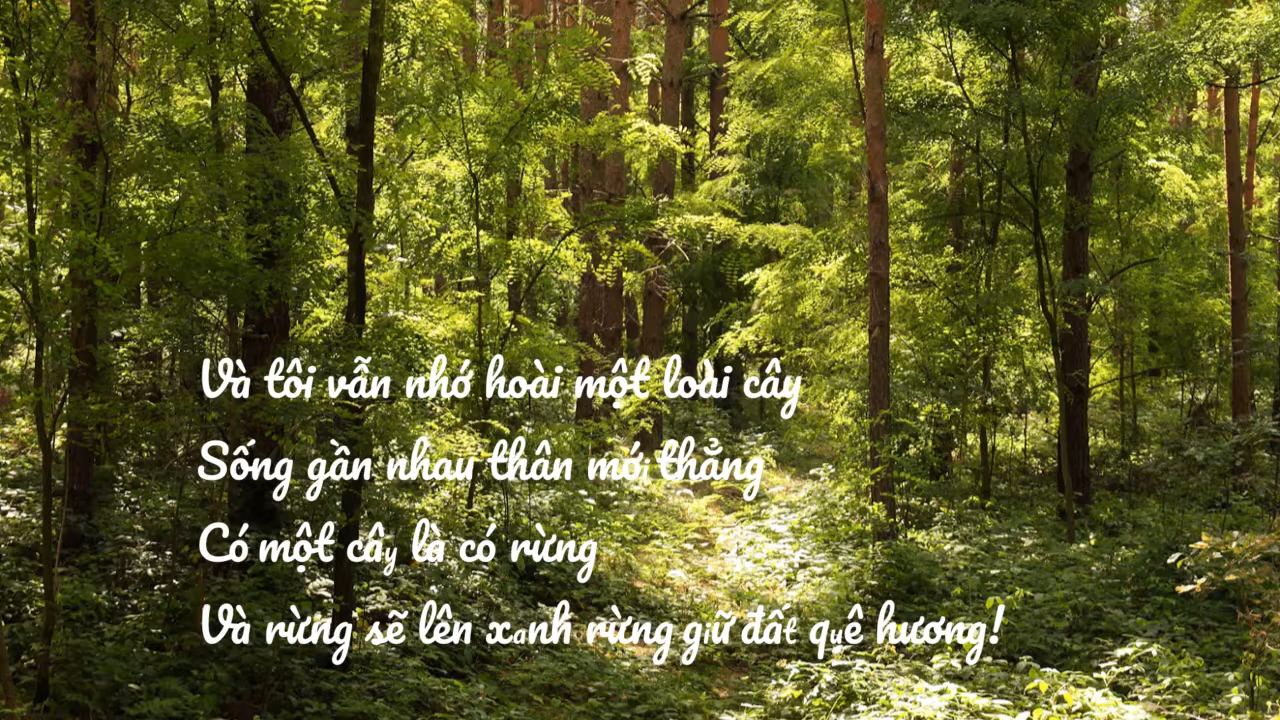 Và tôi vẫn nhớ hoài một loài cây
Sống gần nhau thân mới thẳng
Có một cây là có rừng
Và rừng sẽ lên xanh rừng giữ đất quê hương!